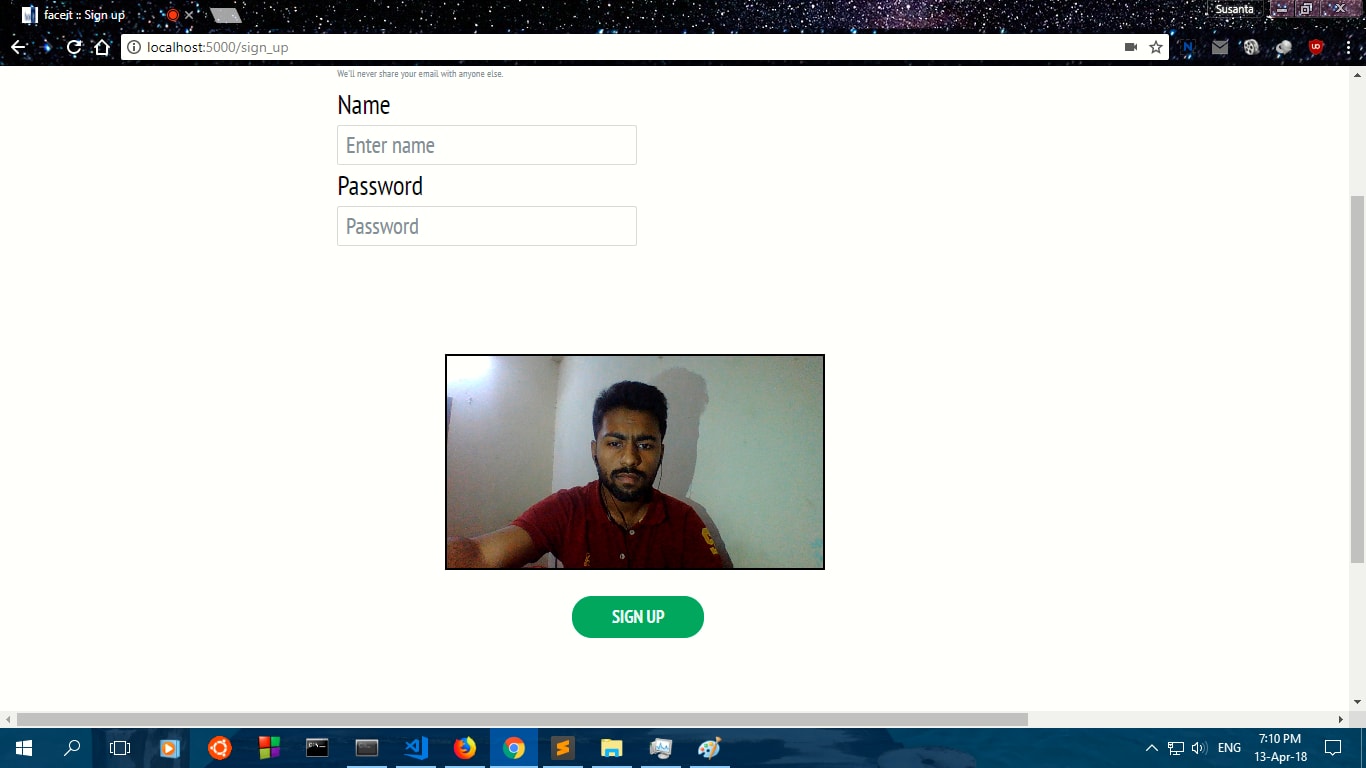 faceit :: Sign up
Susanta
localhost:5000/sign_up
We'll never share your email with anyone else.
Name
Enter name
Password
Password
SIGN UP
ENG
7:10 PM
13-Apr-18